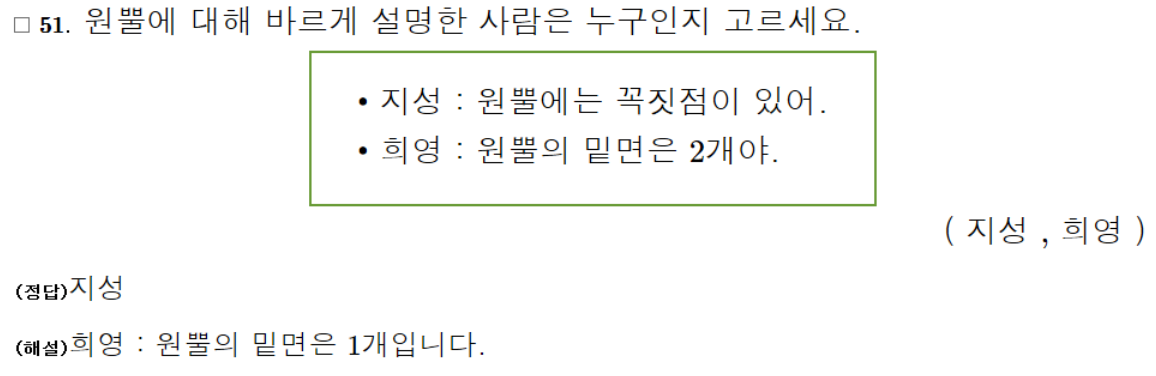 □ 51. 원뿔에 대해 바르게 설명한 사람은 누구인지 고르세요.
• 지성 : 원뿔에는 꼭짓점이 있어.
• 희영 : 원뿔의 밑면은 2개야.
( 지성 , 희영 )
(정답)지성
(해설)희영 : 원뿔의 밑면은 1개입니다.